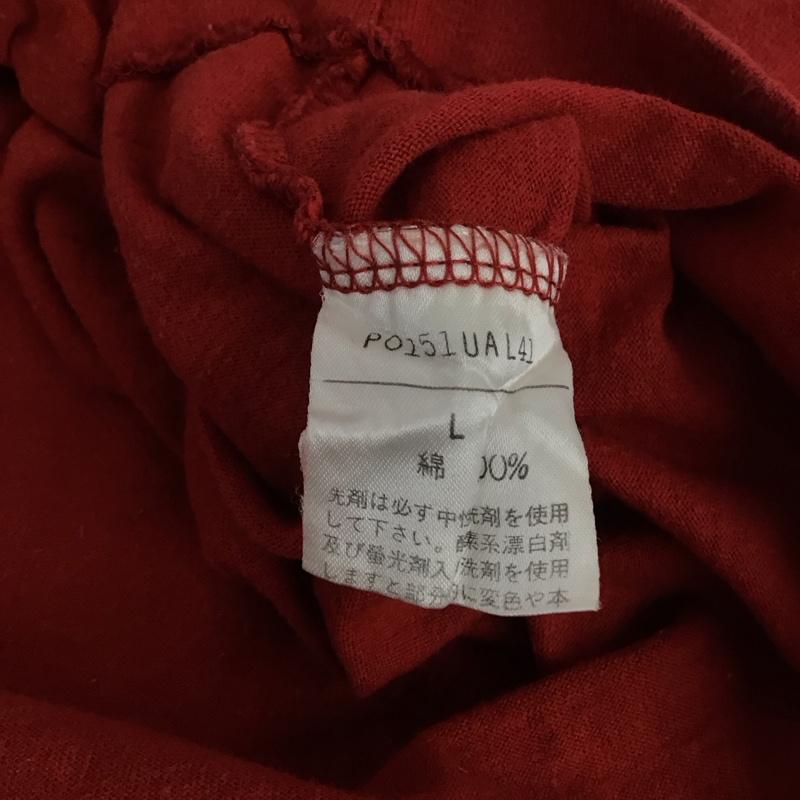 P0151UAL41
L
綿 00%
洗剤は必ず中性洗剤を使用
して下さい。酸素系漂白剤
及び蛍光剤入洗剤を使用
しますと部分的に変色や本